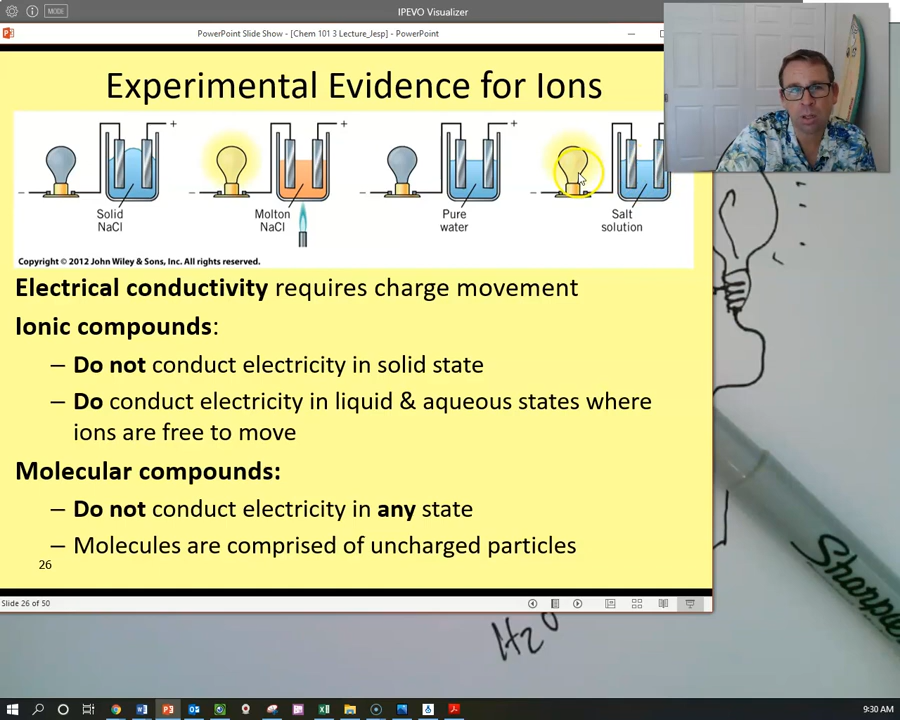 IPEVO Visualizer
MODE
PowerPoint Slide Show - [Chem 101 3 Lecture_Jesp] - PowerPoint
Experimental Evidence for Ions
+ + +
− − − −
Solid
NaCl
Molton
NaCl
Pure
water
Salt
solution
Copyright © 2012 John Wiley & Sons, Inc. All rights reserved.
Electrical conductivity requires charge movement
Ionic compounds:
– Do not conduct electricity in solid state
– Do conduct electricity in liquid & aqueous states where
ions are free to move
Molecular compounds:
– Do not conduct electricity in any state
– Molecules are comprised of uncharged particles
26
Slide 26 of 50
Sharpie
H2O
9:30 AM